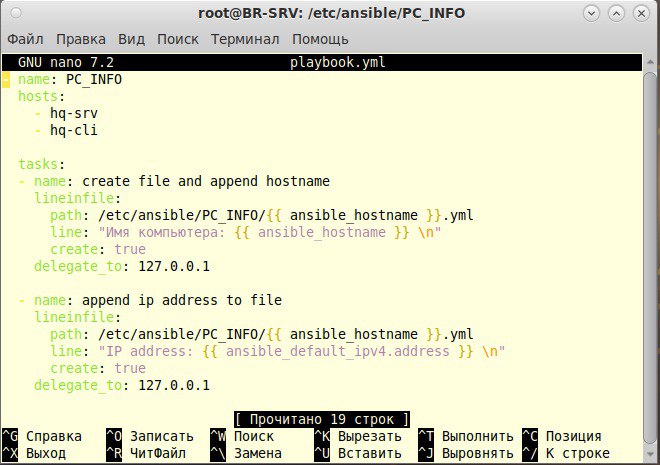 root@BR-SRV: /etc/ansible/PC_INFO
Файл Правка Вид Поиск Терминал Помощь
GNU nano 7.2 playbook.yml
- name: PC_INFO
  hosts:
    - hq-srv
    - hq-cli

  tasks:
  - name: create file and append hostname
    lineinfile:
      path: /etc/ansible/PC_INFO/{{ ansible_hostname }}.yml
      line: "Имя компьютера: {{ ansible_hostname }} \n"
      create: true
    delegate_to: 127.0.0.1

  - name: append ip address to file
    lineinfile:
      path: /etc/ansible/PC_INFO/{{ ansible_hostname }}.yml
      line: "IP address: {{ ansible_default_ipv4.address }} \n"
      create: true
    delegate_to: 127.0.0.1

[ Прочитано 19 строк ]
^G Справка ^O Записать ^W Поиск ^K Вырезать ^T Выполнить ^C Позиция
^X Выход ^R ЧитФайл ^\ Замена ^U Вставить ^J Выровнять ^/ К строке